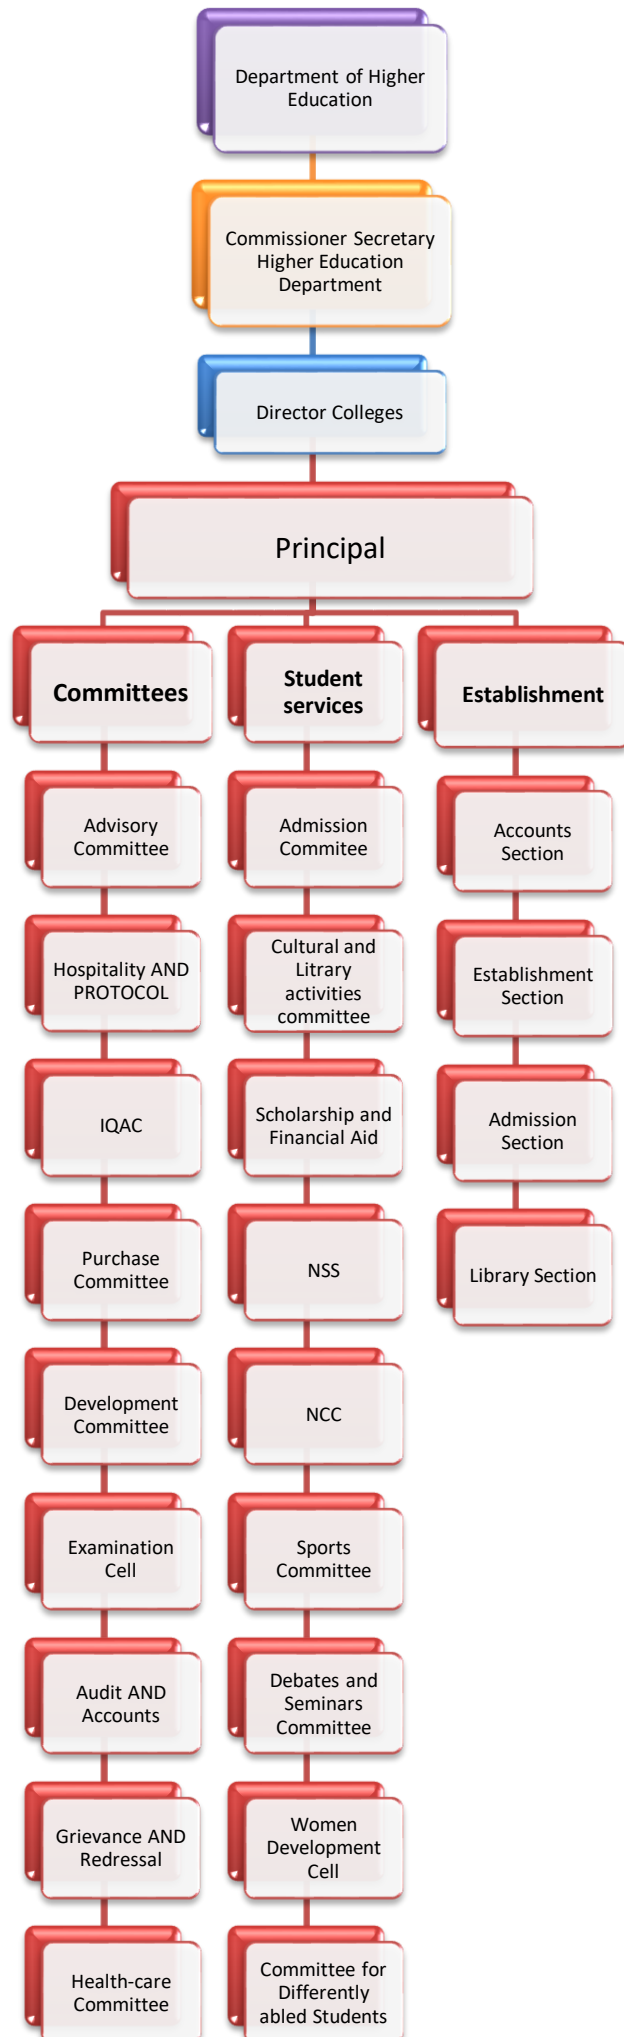 Department of Higher
Education
Commissioner Secretary
Higher Education
Department
Director Colleges
Principal
Committees
Student
services
Establishment
Advisory
Committee
Hospitality AND
PROTOCOL
IQAC
Purchase
Committee
Development
Committee
Examination
Cell
Audit AND
Accounts
Grievance AND
Redressal
Health-care
Committee
Admission
Commitee
Cultural and
Litrary
activities
committee
Scholarship and
Financial Aid
NSS
NCC
Sports
Committee
Debates and
Seminars
Committee
Women
Development
Cell
Committee for
Differently
abled Students
Accounts
Section
Establishment
Section
Admission
Section
Library Section